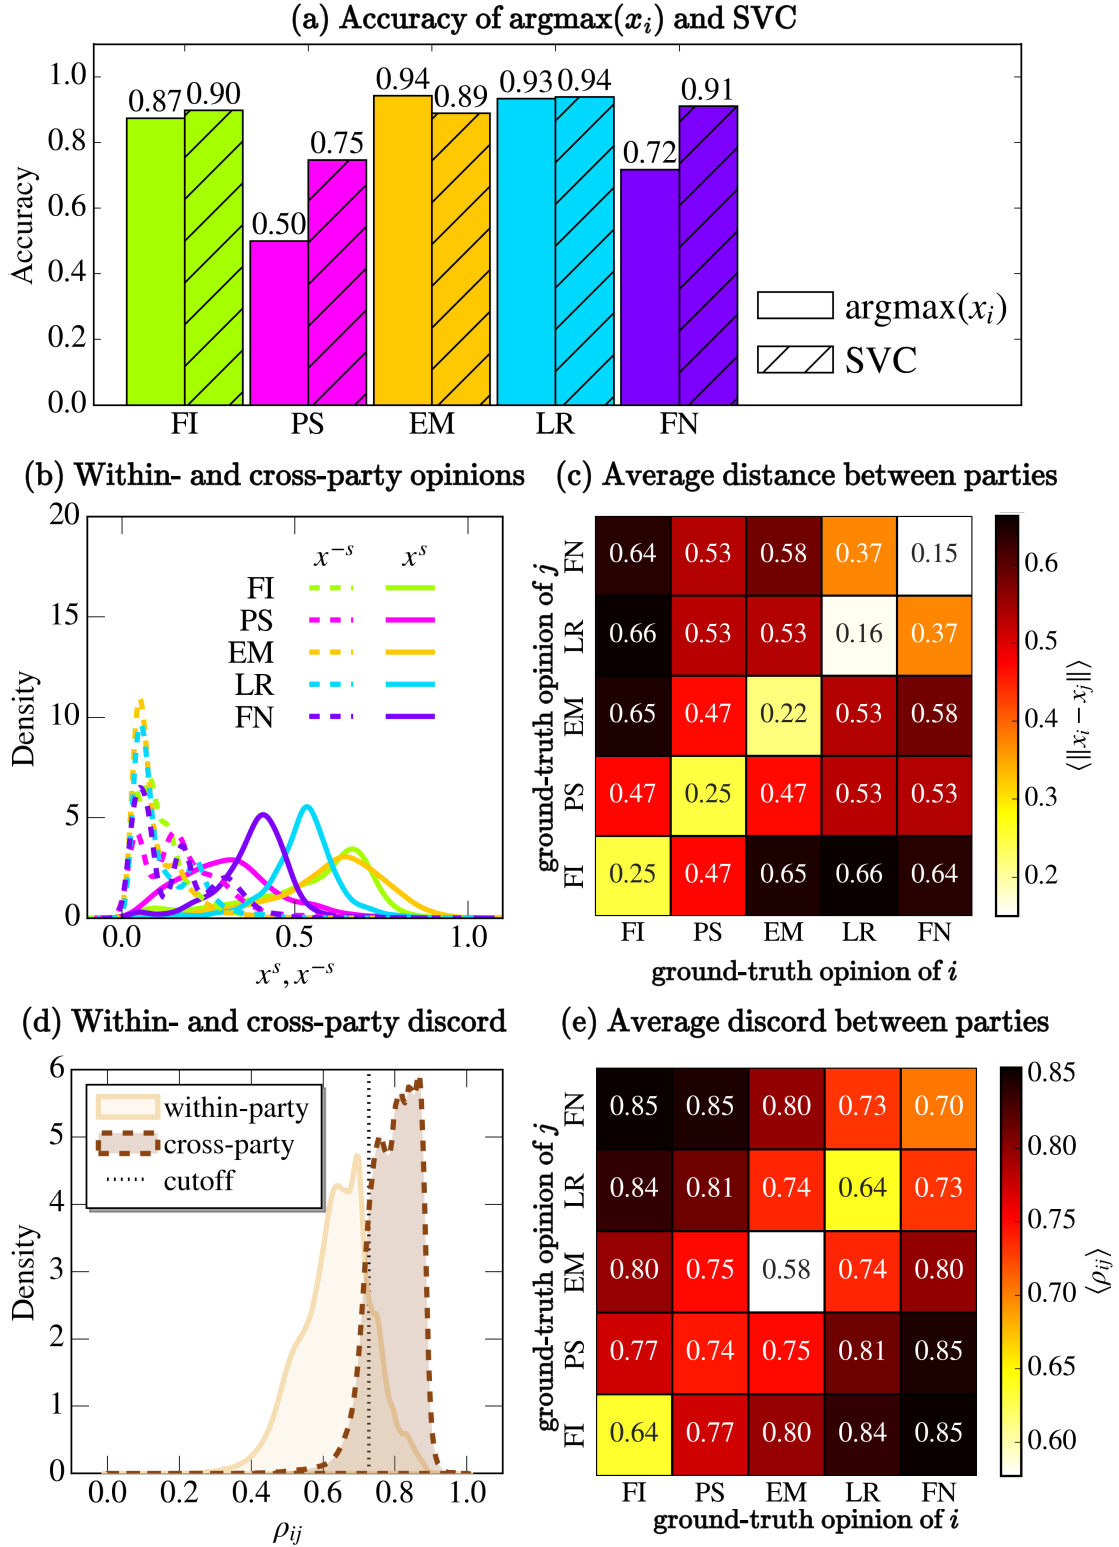 (a) Accuracy of argmax(x_i) and SVC
Accuracy
1.0
0.8
0.6
0.4
0.2
0.0
0.87
0.90
0.50
0.75
0.94
0.89
0.93
0.94
0.72
0.91
argmax(x_i)
SVC
FI PS EM LR FN
(b) Within- and cross-party opinions
Density
20
15
10
5
0
x^{-s} x^s
FI
PS
EM
LR
FN
0.0 0.5 1.0
x^s, x^{-s}
(c) Average distance between parties
ground-truth opinion of j
FN 0.64 0.53 0.58 0.37 0.15
LR 0.66 0.53 0.53 0.16 0.37
EM 0.65 0.47 0.22 0.53 0.58
PS 0.47 0.25 0.47 0.53 0.53
FI 0.25 0.47 0.65 0.66 0.64
FI PS EM LR FN
ground-truth opinion of i
0.6
0.5
0.4
0.3
0.2
⟨||x_i − x_j||⟩
(d) Within- and cross-party discord
Density
6
5
4
3
2
1
0
within-party
cross-party
cutoff
0.0 0.2 0.4 0.6 0.8 1.0
ρ_{ij}
(e) Average discord between parties
ground-truth opinion of j
FN 0.85 0.85 0.80 0.73 0.70
LR 0.84 0.81 0.74 0.64 0.73
EM 0.80 0.75 0.58 0.74 0.80
PS 0.77 0.74 0.75 0.81 0.85
FI 0.64 0.77 0.80 0.84 0.85
FI PS EM LR FN
ground-truth opinion of i
0.85
0.80
0.75
0.70
0.65
0.60
⟨ρ_{ij}⟩